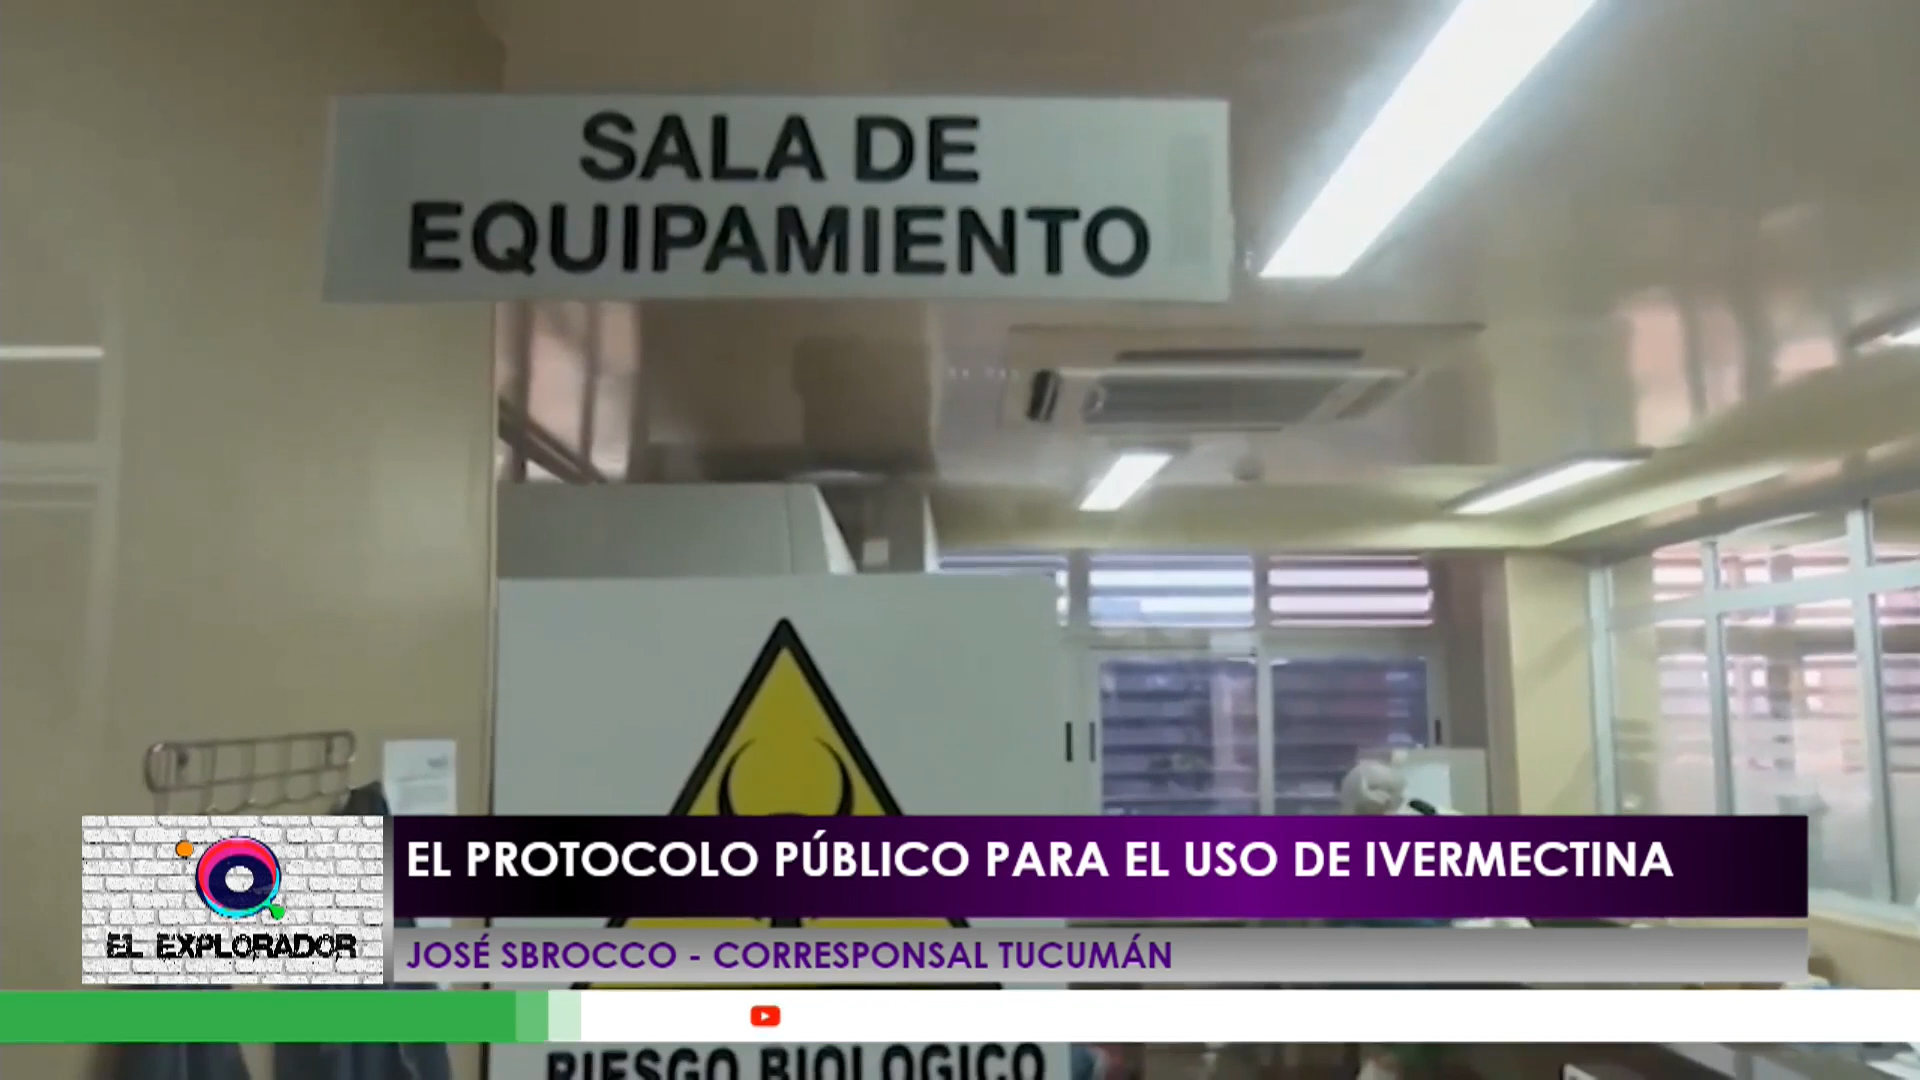 SALA DE
EQUIPAMIENTO
EL PROTOCOLO PÚBLICO PARA EL USO DE IVERMECTINA
EL EXPLORADOR
JOSÉ SBROCCO - CORRESPONSAL TUCUMÁN
RIESGO BIOLOGICO